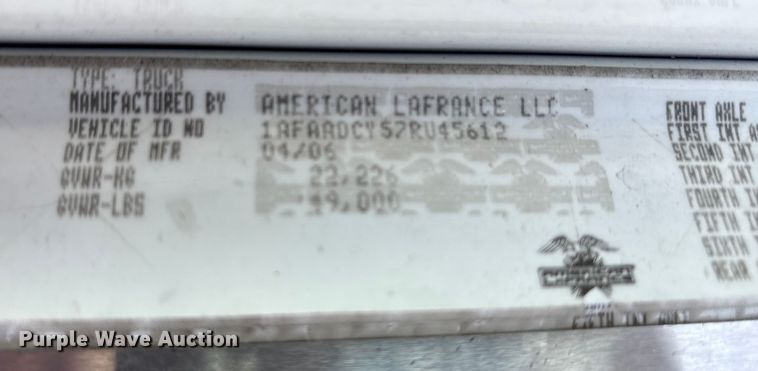 TYPE: TRUCK
MANUFACTURED BY AMERICAN LAFRANCE LLC
VEHICLE ID NO 1AFAADCY57RU45612
DATE OF MFR 04/06
GVWR-KG 22,226
GVWR-LBS 49,000
FRONT AXLE
FIRST INT A
SECOND INT
THIRD INT
FOURTH IN
FIFTH IN
SIXTH
REAR
Purple Wave Auction